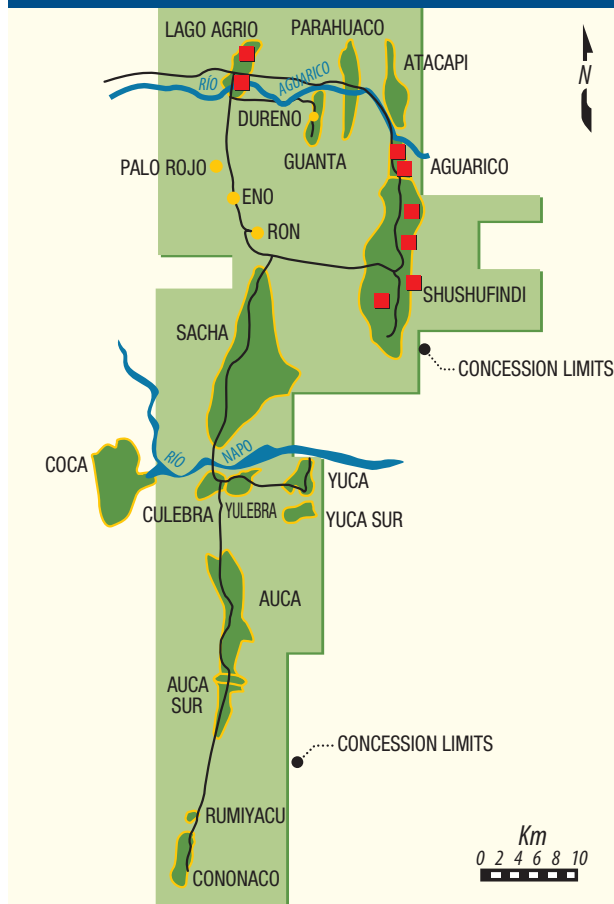 LAGO AGRIO
PARAHUACO
ATACAPI
N
RÍO
AGUARICO
DURENO
GUANTA
AGUARICO
PALO ROJO
ENO
RON
SHUSHUFINDI
SACHA
CONCESSION LIMITS
RÍO
NAPO
COCA
CULEBRA
YULEBRA
YUCA
YUCA SUR
AUCA
AUCA
SUR
CONCESSION LIMITS
RUMIYACU
CONONACO
Km
0 2 4 6 8 10